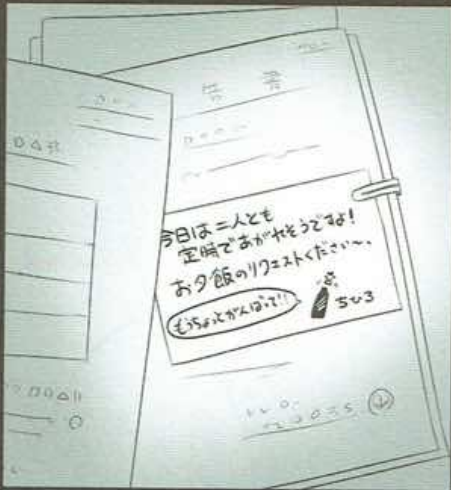 今日は二人とも
定時であがれそうですよ!
お夕飯のリクエストください〜、
もうちょっとがんばって!!
ちひろ